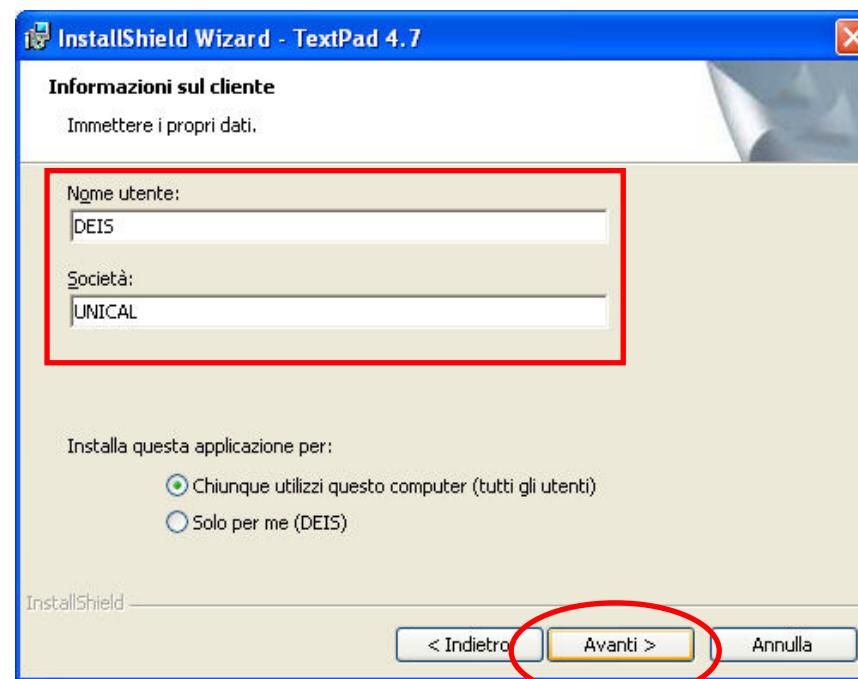 InstallShield Wizard - TextPad 4.7
Informazioni sul cliente
Immettere i propri dati.
Nome utente:
DEIS
Società:
UNICAL
Installa questa applicazione per:
Chiunque utilizzi questo computer (tutti gli utenti)
Solo per me (DEIS)
InstallShield
< Indietro Avanti > Annulla